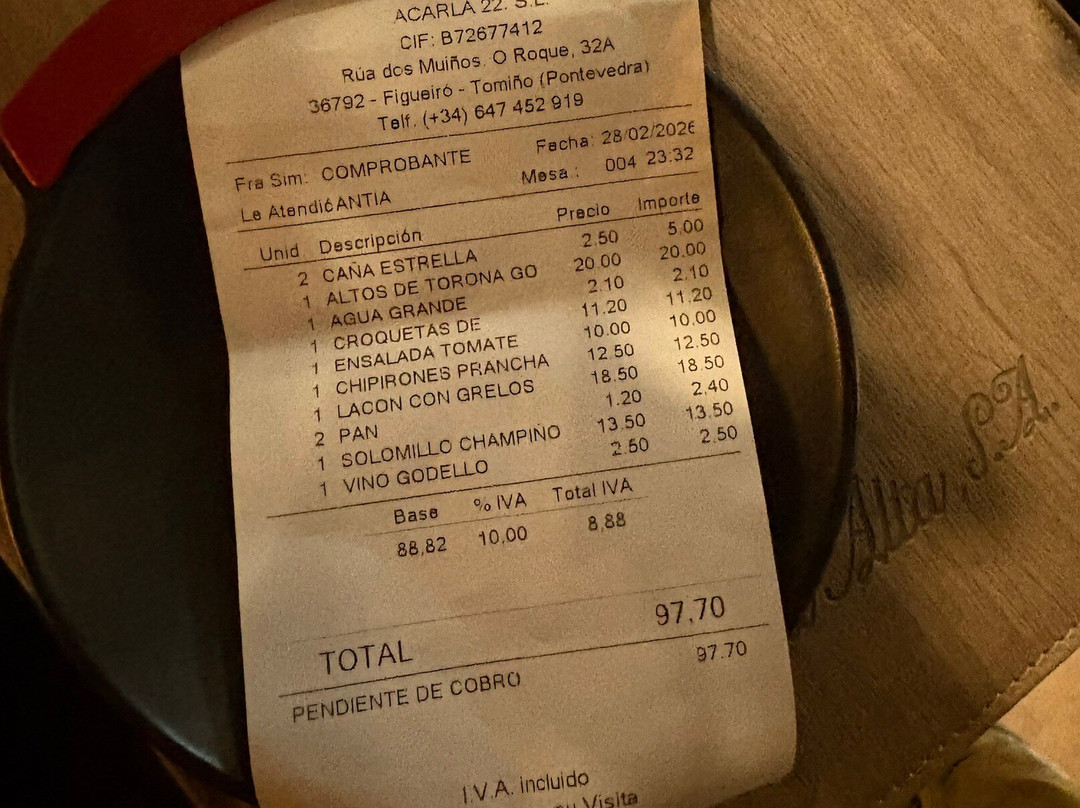 ACARLA 22. S.L.
CIF: B72677412
Rúa dos Muiños. O Roque, 32A
36792 - Figueiró - Tomiño (Pontevedra)
Telf. (+34) 647 452 919
Fra Sim: COMPROBANTE Fecha: 28/02/2026
Le Atendió ANTIA Mesa.: 004 23:32
Unid Descripción Precio Importe
2 CAÑA ESTRELLA 2.50 5.00
1 ALTOS DE TORONA GO 20.00 20.00
1 AGUA GRANDE 2.10 2.10
1 CROQUETAS DE 11.20 11.20
1 ENSALADA TOMATE 10.00 10.00
1 CHIPIRONES PRANCHA 12.50 12.50
1 LACON CON GRELOS 18.50 18.50
2 PAN 1.20 2,40
1 SOLOMILLO CHAMPIÑO 13.50 13.50
1 VINO GODELLO 2.50 2,50
Base % IVA Total IVA
88,82 10,00 8,88
TOTAL 97,70
PENDIENTE DE COBRO 97.70
I.V.A. incluido
su Visita
Alta, S.A.